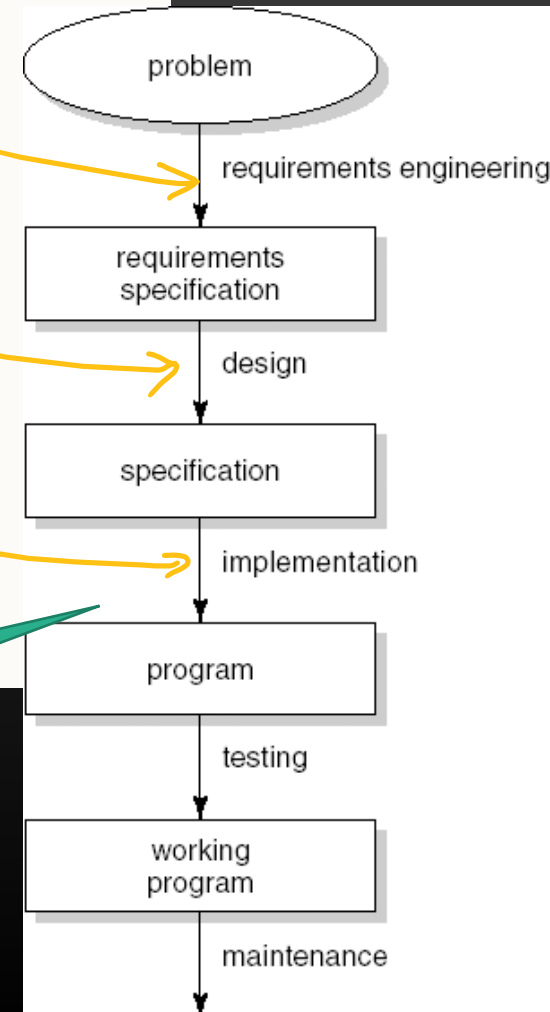 problem
requirements engineering
requirements
specification
design
specification
implementation
program
testing
working
program
maintenance